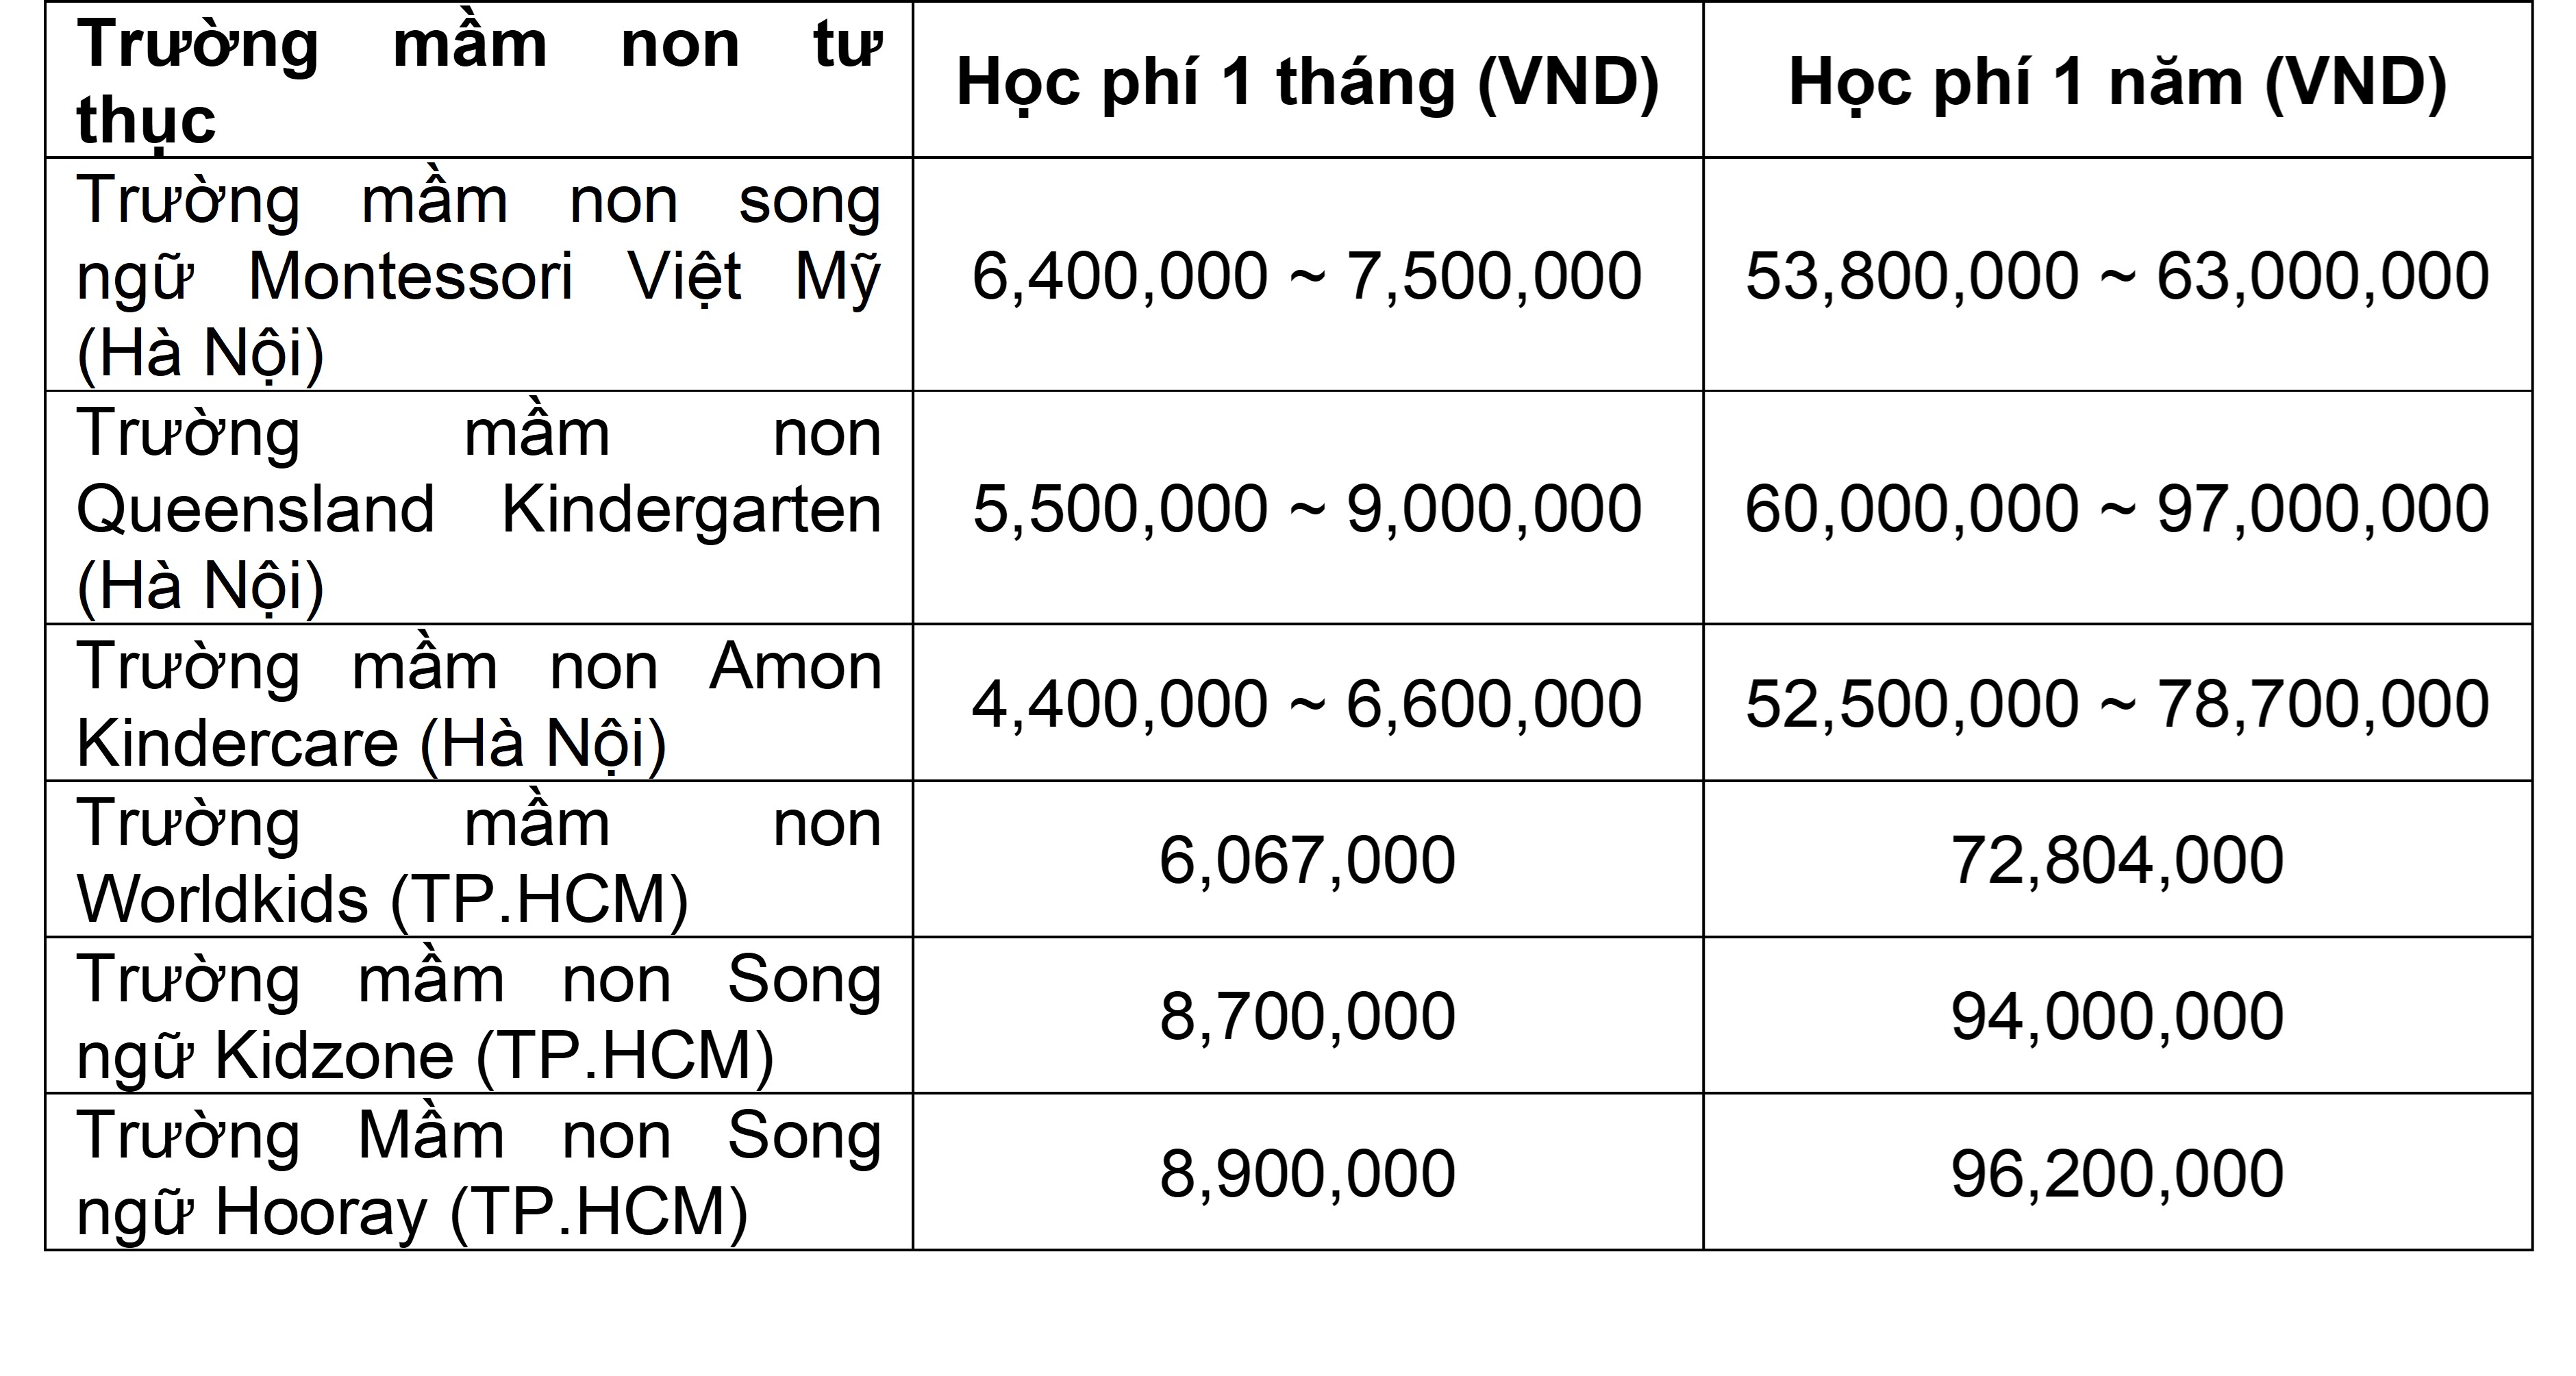 Trường mầm non tư
thục
Học phí 1 tháng (VND)
Học phí 1 năm (VND)
Trường mầm non song
ngữ Montessori Việt Mỹ
(Hà Nội)
6,400,000 ~ 7,500,000
53,800,000 ~ 63,000,000
Trường mầm non
Queensland Kindergarten
(Hà Nội)
5,500,000 ~ 9,000,000
60,000,000 ~ 97,000,000
Trường mầm non Amon
Kindercare (Hà Nội)
4,400,000 ~ 6,600,000
52,500,000 ~ 78,700,000
Trường mầm non
Worldkids (TP.HCM)
6,067,000
72,804,000
Trường mầm non Song
ngữ Kidzone (TP.HCM)
8,700,000
94,000,000
Trường Mầm non Song
ngữ Hooray (TP.HCM)
8,900,000
96,200,000